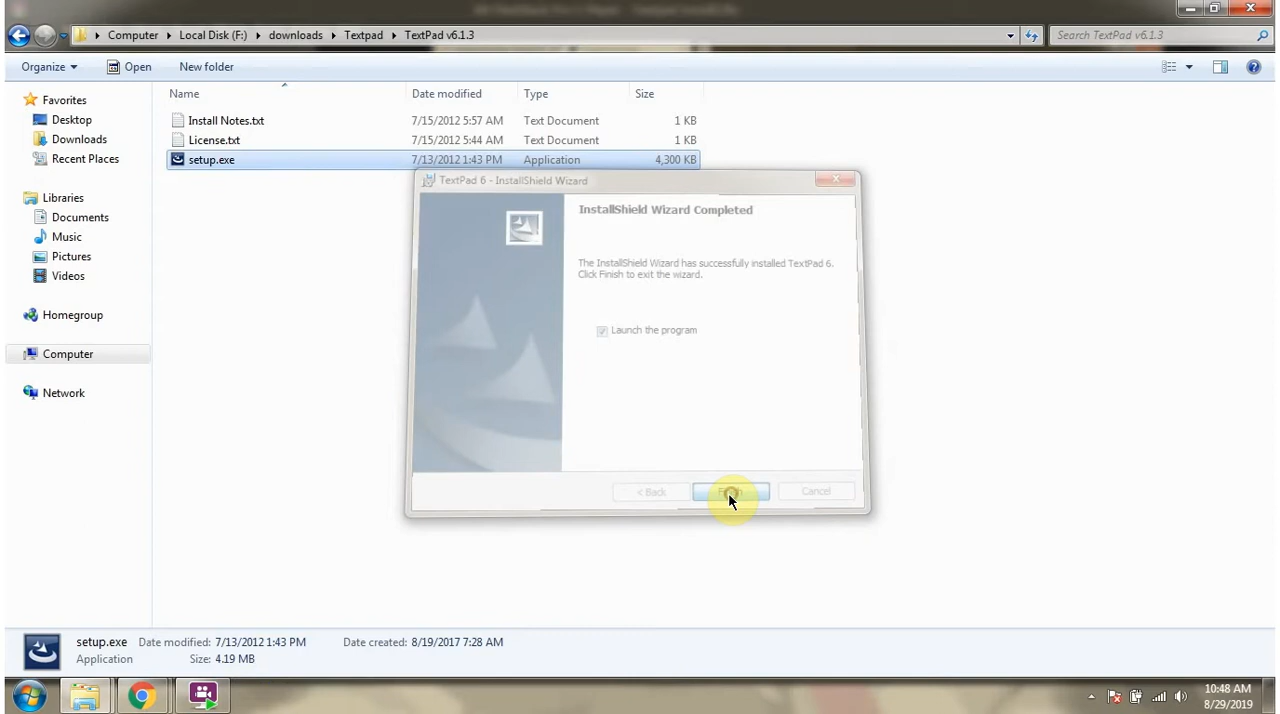 Computer ▸ Local Disk (F:) ▸ downloads ▸ Textpad ▸ TextPad v6.1.3
Search TextPad v6.1.3
Organize
Open
New folder
Name
Date modified
Type
Size
Favorites
Desktop
Downloads
Recent Places
Libraries
Documents
Music
Pictures
Videos
Homegroup
Computer
Network
Install Notes.txt 7/15/2012 5:57 AM Text Document 1 KB
License.txt 7/15/2012 5:44 AM Text Document 1 KB
setup.exe 7/13/2012 1:43 PM Application 4,300 KB
TextPad 6 - InstallShield Wizard
InstallShield Wizard Completed
The InstallShield Wizard has successfully installed TextPad 6.
Click Finish to exit the wizard.
Launch the program
< Back
Finish
Cancel
setup.exe Date modified: 7/13/2012 1:43 PM Date created: 8/19/2017 7:28 AM
Application Size: 4.19 MB
10:48 AM
8/29/2019